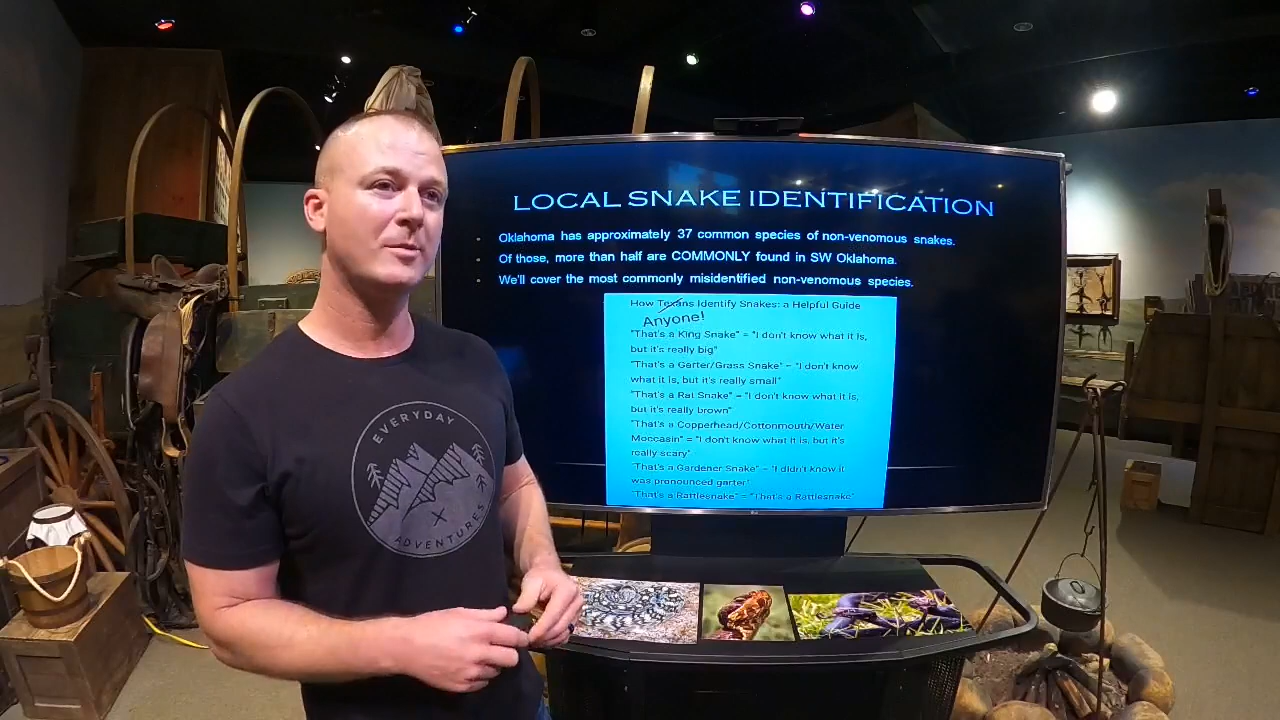 LOCAL SNAKE IDENTIFICATION
Oklahoma has approximately 37 common species of non-venomous snakes.
Of those, more than half are COMMONLY found in SW Oklahoma.
We'll cover the most commonly misidentified non-venomous species.
How Texans Identify Snakes: a Helpful Guide
Anyone!
"That's a King Snake" = "I don't know what it is,
but it's really big"
"That's a Garter/Grass Snake" = "I don't know
what it is, but it's really small"
"That's a Rat Snake" = "I don't know what it is,
but it's really brown"
"That's a Copperhead/Cottonmouth/Water
Moccasin" = "I don't know what it is, but it's
really scary"
"That's a Gardener Snake" = "I didn't know it
was pronounced garter"
"That's a Rattlesnake" = "That's a Rattlesnake"
EVERYDAY
X
ADVENTURES
LG